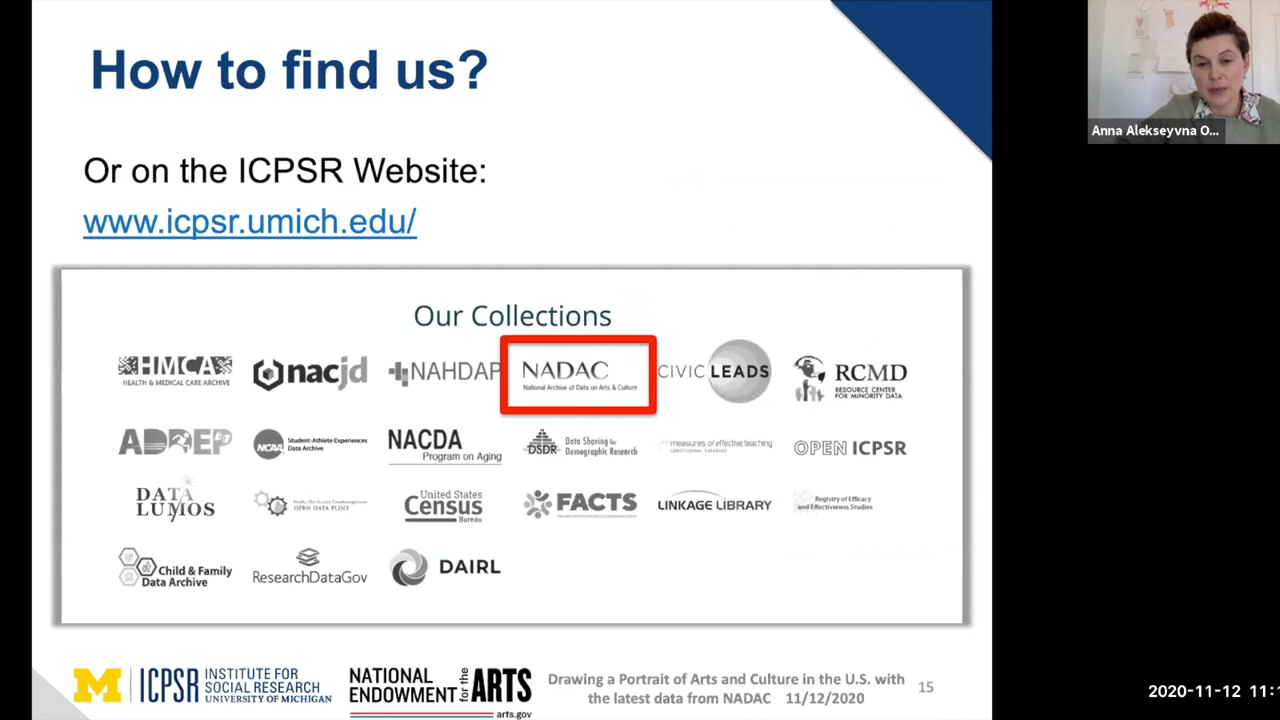 How to find us?
Anna Alekseyvna O...
Or on the ICPSR Website:
www.icpsr.umich.edu/
Our Collections
HMCA
HEALTH & MEDICAL CARE ARCHIVE
nacjd
NAHDAP
NADAC
National Archive of Data on Arts & Culture
CIVIC LEADS
RCMD
RESOURCE CENTER
FOR MINORITY DATA
ADDEP
NCAA
Student-Athlete Experiences
Data Archive
NACDA
Program on Aging
DSDR
Data Sharing for
Demographic Research
measures of effective teaching
LONGITUDINAL DATABASE
OPEN ICPSR
DATA
LUMOS
OPEN DATA FLINT
United States
Census
Bureau
FACTS
LINKAGE LIBRARY
Registry of Efficacy
and Effectiveness Studies
Child & Family
Data Archive
ResearchDataGov
DAIRL
M ICPSR INSTITUTE FOR
SOCIAL RESEARCH
UNIVERSITY OF MICHIGAN
NATIONAL
ENDOWMENT for the ARTS
arts.gov
Drawing a Portrait of Arts and Culture in the U.S. with
the latest data from NADAC 11/12/2020
15
2020-11-12 11:1